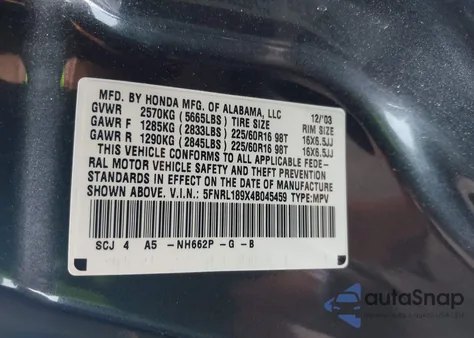 MFD. BY HONDA MFG. OF ALABAMA, LLC 12/'03
GVWR 2570KG (5665LBS) TIRE SIZE RIM SIZE
GAWR F 1285KG (2833LBS) 225/60R16 98T 16X6.5JJ
GAWR R 1290KG (2845LBS) 225/60R16 98T 16X6.5JJ
THIS VEHICLE CONFORMS TO ALL APPLICABLE FEDE-
RAL MOTOR VEHICLE SAFETY AND THEFT PREVENTION
STANDARDS IN EFFECT ON THE DATE OF MANUFACTURE
SHOWN ABOVE. V.I.N.: 5FNRL189X4B045459 TYPE:MPV
SCJ 4 A5 -NH662P -G -B
autoSnap